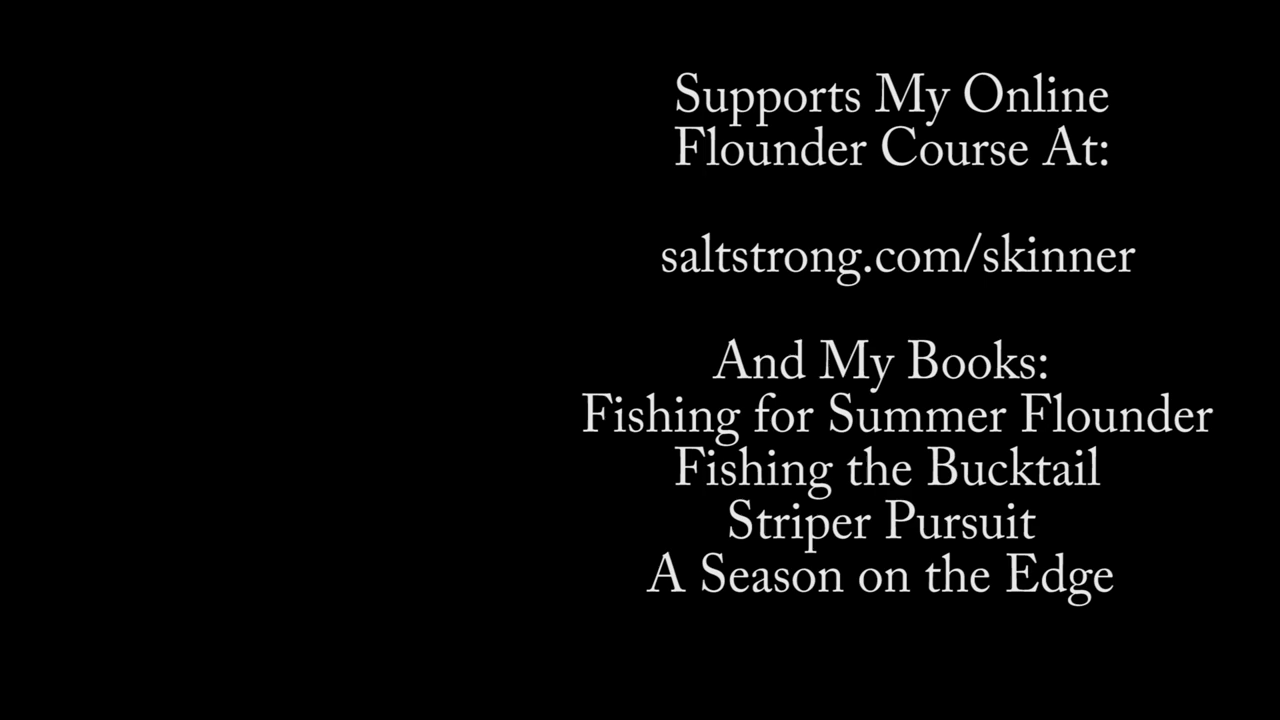 Supports My Online
Flounder Course At:
saltstrong.com/skinner
And My Books:
Fishing for Summer Flounder
Fishing the Bucktail
Striper Pursuit
A Season on the Edge